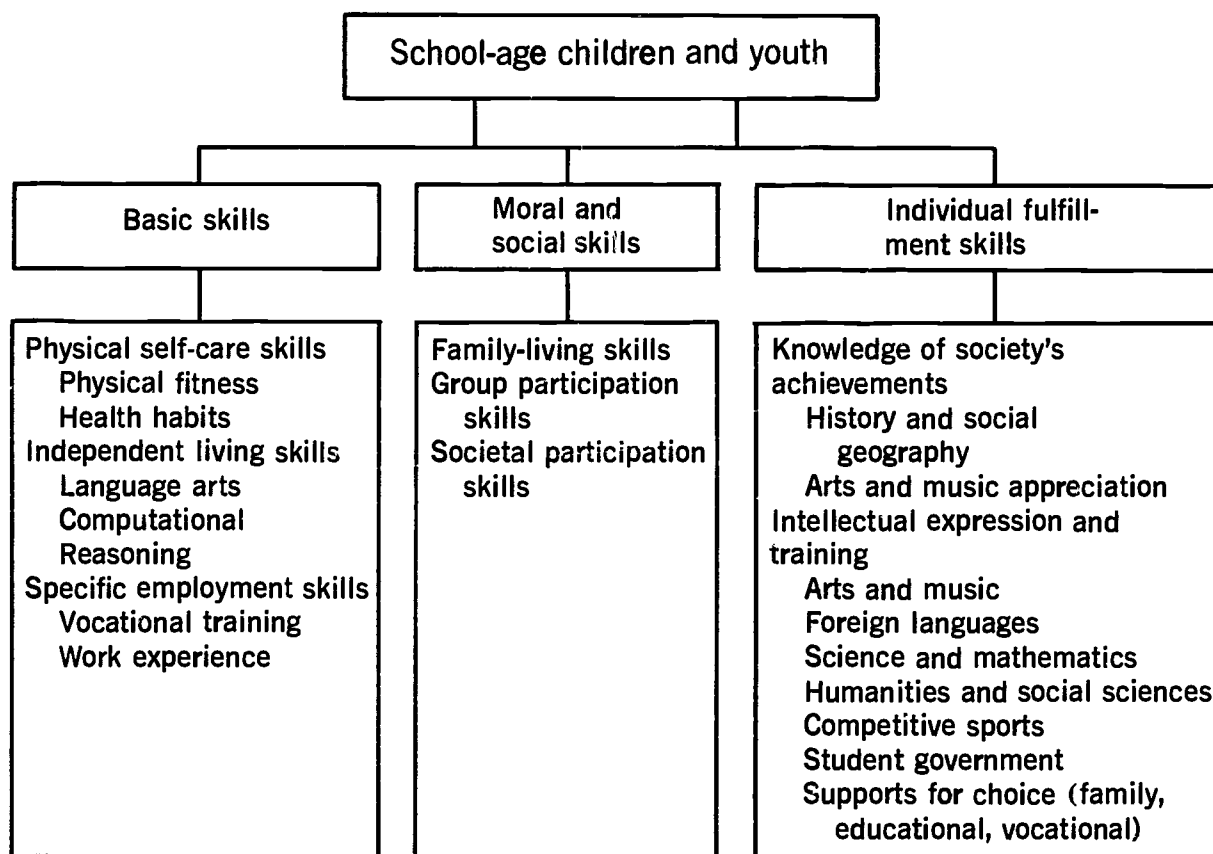 School-age children and youth
Basic skills
Moral and
social skills
Individual fulfill-
ment skills
Physical self-care skills
Physical fitness
Health habits
Independent living skills
Language arts
Computational
Reasoning
Specific employment skills
Vocational training
Work experience
Family-living skills
Group participation
skills
Societal participation
skills
Knowledge of society's
achievements
History and social
geography
Arts and music appreciation
Intellectual expression and
training
Arts and music
Foreign languages
Science and mathematics
Humanities and social sciences
Competitive sports
Student government
Supports for choice (family,
educational, vocational)